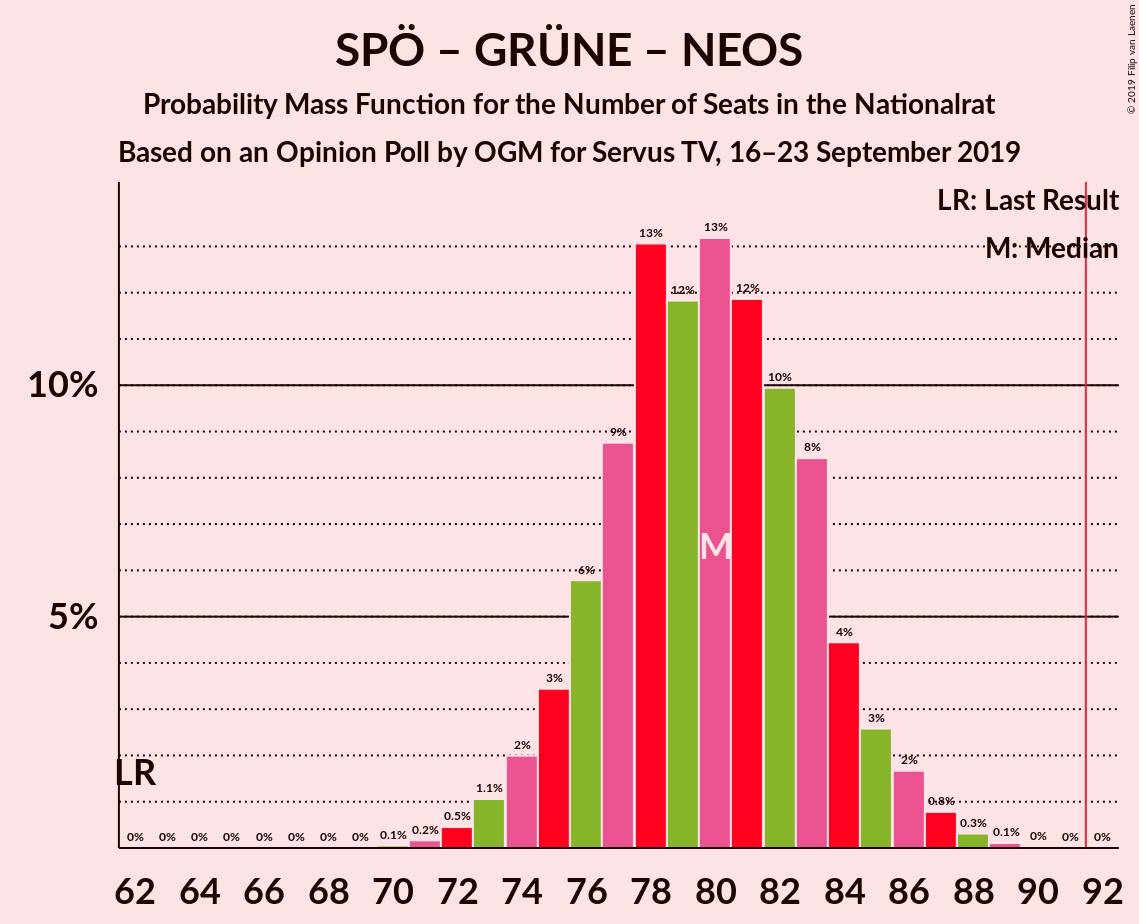 SPÖ – GRÜNE – NEOS
Probability Mass Function for the Number of Seats in the Nationalrat
Based on an Opinion Poll by OGM for Servus TV, 16–23 September 2019
© 2019 Filip van Laenen
LR: Last Result
M: Median
10%
5%
LR
M
0% 0% 0% 0% 0% 0% 0% 0% 0.1% 0.2% 0.5% 1.1% 2% 3% 6% 9% 13% 12% 13% 12% 10% 8% 4% 3% 2% 0.8% 0.3% 0.1% 0% 0% 0%
62 64 66 68 70 72 74 76 78 80 82 84 86 88 90 92